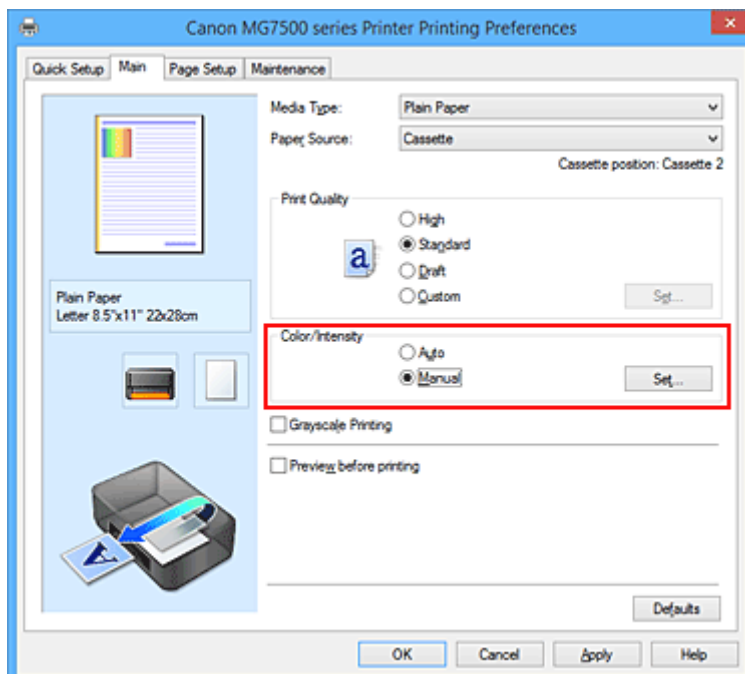 Canon MG7500 series Printer Printing Preferences
Quick Setup Main Page Setup Maintenance
Media Type: Plain Paper
Paper Source: Cassette
Cassette position: Cassette 2
Print Quality
High
Standard
Draft
Custom Set...
a
Plain Paper
Letter 8.5"x11" 22x28cm
Color/Intensity
Auto
Manual Set...
Grayscale Printing
Preview before printing
A
Defaults
OK Cancel Apply Help